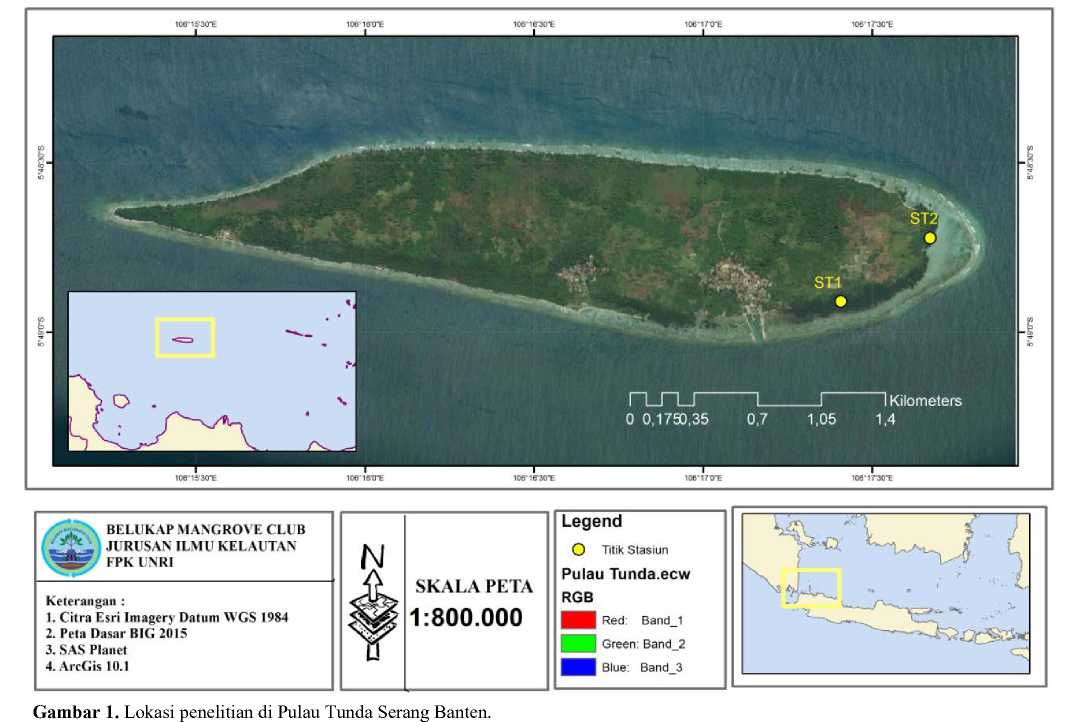 106°15'30"E 106°16'0"E 106°16'30"E 106°17'0"E 106°17'30"E
5°48'30"S 5°48'30"S
ST2
ST1
5°49'0"S 5°49'0"S
Kilometers
0 0,175 0,35 0,7 1,05 1,4
106°15'30"E 106°16'0"E 106°16'30"E 106°17'0"E 106°17'30"E
BELUKAP MANGROVE CLUB
JURUSAN ILMU KELAUTAN
FPK UNRI
Keterangan :
1. Citra Esri Imagery Datum WGS 1984
2. Peta Dasar BIG 2015
3. SAS Planet
4. ArcGis 10.1
N
SKALA PETA
1:800.000
Legend
Titik Stasiun
Pulau Tunda.ecw
RGB
Red: Band_1
Green: Band_2
Blue: Band_3
Gambar 1. Lokasi penelitian di Pulau Tunda Serang Banten.